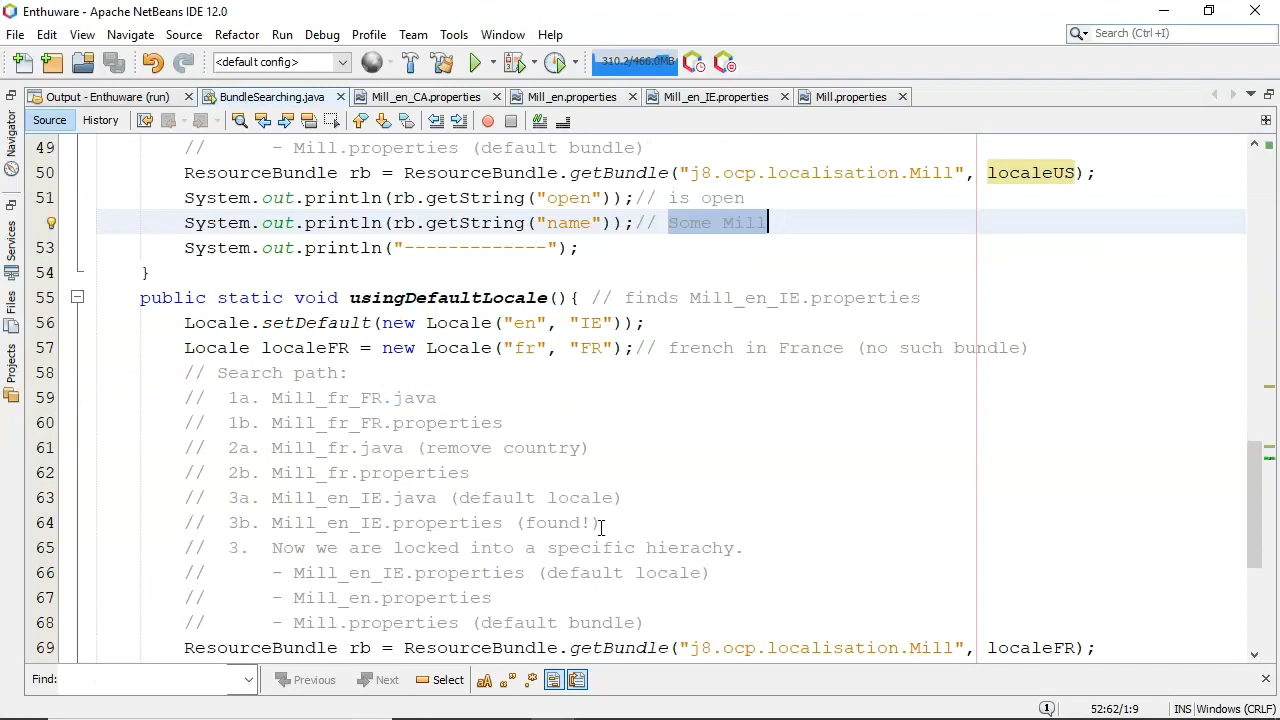 Enthuware - Apache NetBeans IDE 12.0
File Edit View Navigate Source Refactor Run Debug Profile Team Tools Window Help
Search (Ctrl +I)
<default config>
310.2/466.0MB
Output - Enthuware (run)
BundleSearching.java
Mill_en_CA.properties
Mill_en.properties
Mill_en_IE.properties
Mill.properties
Source
History
Navigator
Services
Files
Projects
49 // - Mill.properties (default bundle)
50 ResourceBundle rb = ResourceBundle.getBundle("j8.ocp.localisation.Mill", localeUS);
51 System.out.println(rb.getString("open"));// is open
System.out.println(rb.getString("name"));// Some Mill
53 System.out.println("-------------");
54 }
55 public static void usingDefaultLocale(){ // finds Mill_en_IE.properties
56 Locale.setDefault(new Locale("en", "IE"));
57 Locale localeFR = new Locale("fr", "FR");// french in France (no such bundle)
58 // Search path:
59 // 1a. Mill_fr_FR.java
60 // 1b. Mill_fr_FR.properties
61 // 2a. Mill_fr.java (remove country)
62 // 2b. Mill_fr.properties
63 // 3a. Mill_en_IE.java (default locale)
64 // 3b. Mill_en_IE.properties (found!)
65 // 3. Now we are locked into a specific hierachy.
66 // - Mill_en_IE.properties (default locale)
67 // - Mill_en.properties
68 // - Mill.properties (default bundle)
69 ResourceBundle rb = ResourceBundle.getBundle("j8.ocp.localisation.Mill", localeFR);
Find: Previous Next Select
52:62/1:9 INS Windows (CRLF)